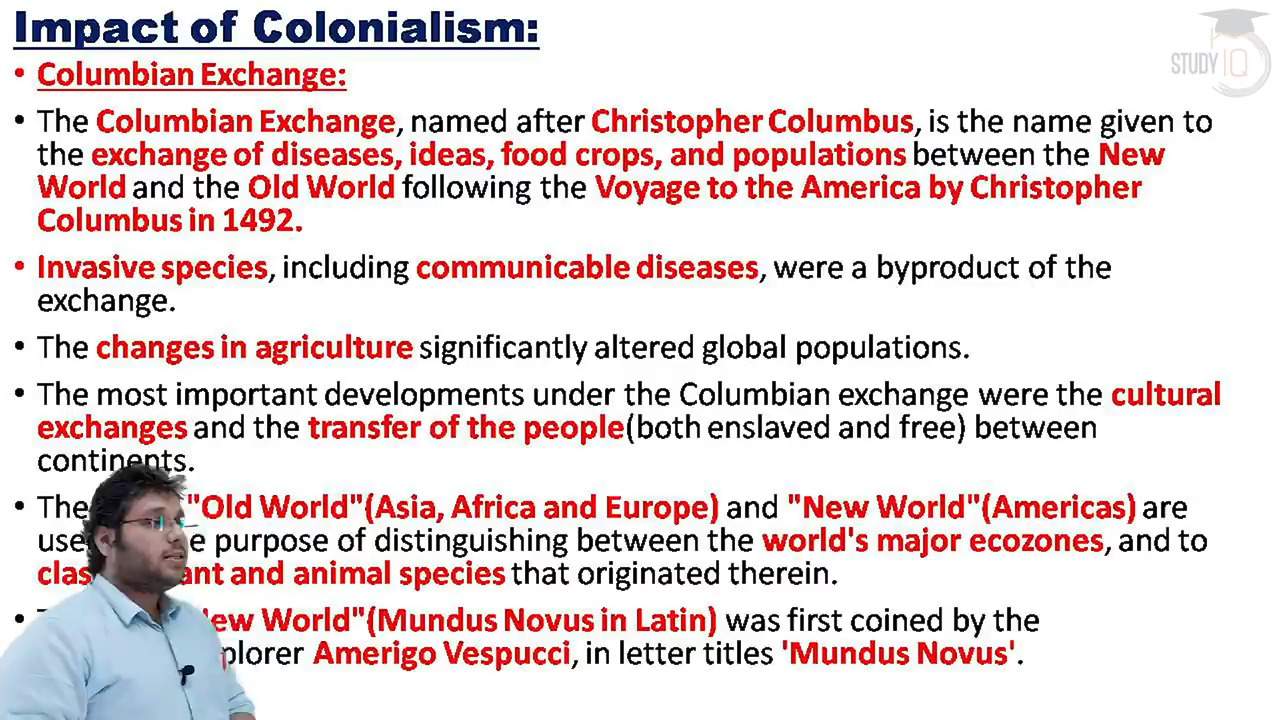 Impact of Colonialism:
STUDY IQ
• Columbian Exchange:
• The Columbian Exchange, named after Christopher Columbus, is the name given to
the exchange of diseases, ideas, food crops, and populations between the New
World and the Old World following the Voyage to the America by Christopher
Columbus in 1492.
• Invasive species, including communicable diseases, were a byproduct of the
exchange.
• The changes in agriculture significantly altered global populations.
• The most important developments under the Columbian exchange were the cultural
exchanges and the transfer of the people(both enslaved and free) between
continents.
• The "Old World"(Asia, Africa and Europe) and "New World"(Americas) are
purpose of distinguishing between the world's major ecozones, and to
and animal species that originated therein.
• World"(Mundus Novus in Latin) was first coined by the
Amerigo Vespucci, in letter titles 'Mundus Novus'.